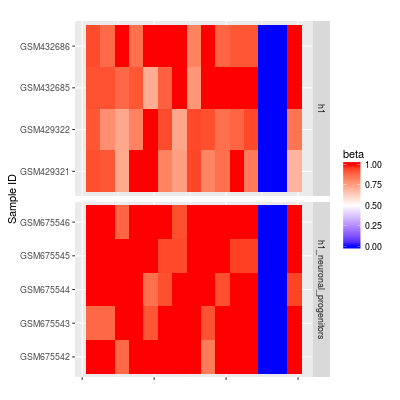 GSM432686
GSM432685
GSM429322
GSM429321
h1
GSM675546
GSM675545
GSM675544
GSM675543
GSM675542
h1_neuronal_progenitors
Sample ID
beta
1.00
0.75
0.50
0.25
0.00